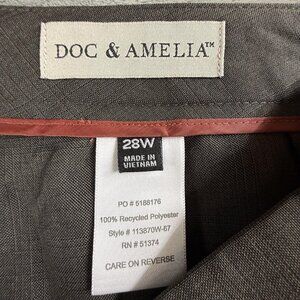 DOC & AMELIA™
28W
MADE IN
VIETNAM
PO # 5188176
100% Recycled Polyester
Style # 113870W-67
RN # 51374
CARE ON REVERSE